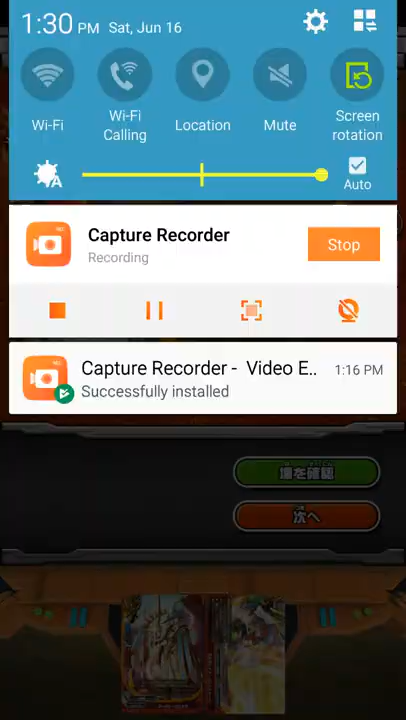 1:30 PM Sat, Jun 16
Wi-Fi
Wi-Fi Calling
Location
Mute
Screen rotation
A
Auto
Capture Recorder
Recording
Stop
Capture Recorder - Video E..
1:16 PM
Successfully installed
場を確認
次へ